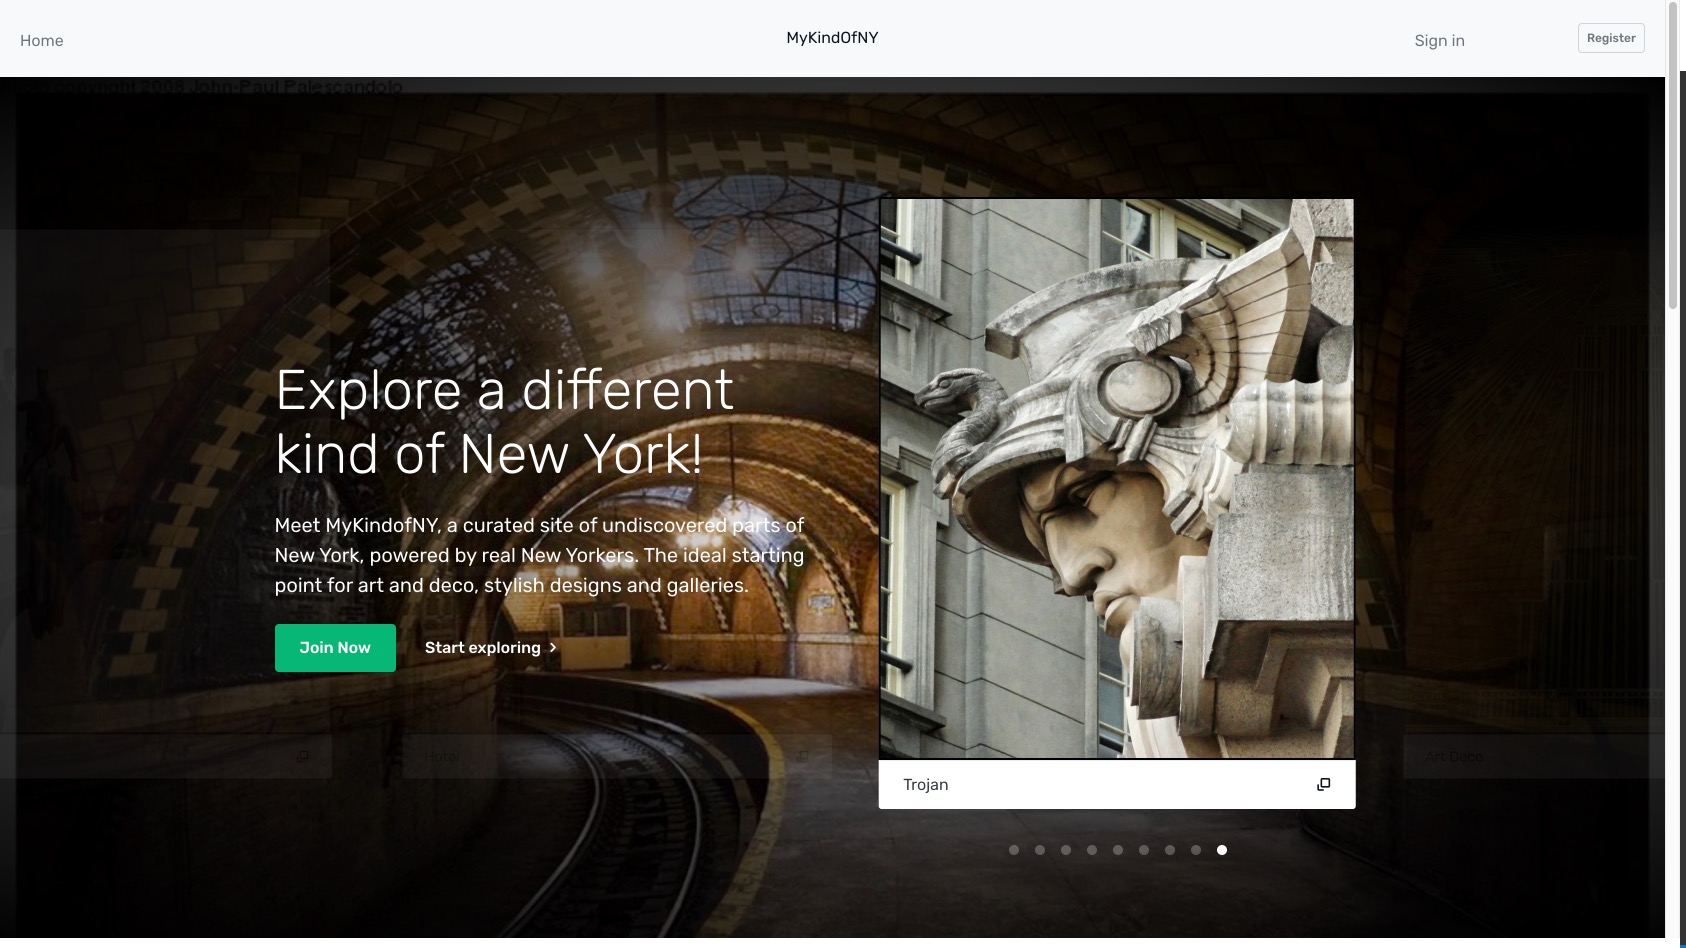 Home
MyKindOfNY
Sign in
Register
copyright 2008 John-Paul Palescandolo
Explore a different
kind of New York!
Meet MyKindofNY, a curated site of undiscovered parts of
New York, powered by real New Yorkers. The ideal starting
point for art and deco, stylish designs and galleries.
Join Now
Start exploring
Hotel
Trojan
Art Deco